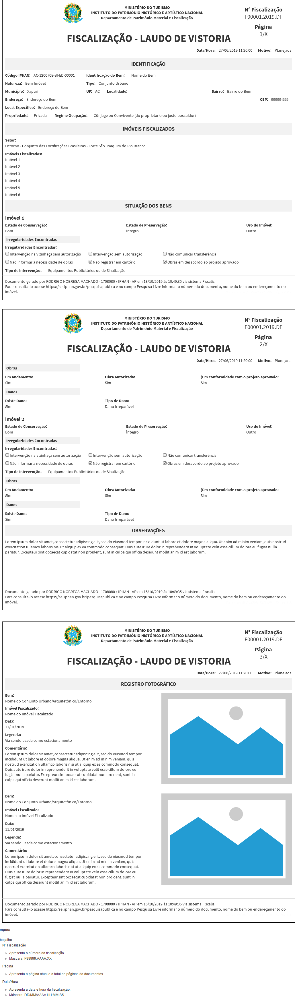 MINISTÉRIO DO TURISMO
INSTITUTO DO PATRIMÔNIO HISTÓRICO E ARTÍSTICO NACIONAL
Departamento de Patrimônio Material e Fiscalização
N° Fiscalização
F00001.2019.DF
Página
1/X
FISCALIZAÇÃO - LAUDO DE VISTORIA
Data/Hora: 27/06/2019 11:20:00 Motivo: Planejada
IDENTIFICAÇÃO
Código IPHAN: AC-1200708-BI-ED-00001 Identificação do Bem: Nome do Bem
Natureza: Bem Imóvel Tipo: Conjunto Urbano
Município: Xapuri UF: AC Localidade: Bairro: Bairro do Bem
Endereço: Endereço do Bem CEP: 99999-999
Local Específico: Endereço do Bem
Propriedade: Privada Regime Ocupação: Cônjuge ou Convivente (do proprietário ou justo possuidor)
IMÓVEIS FISCALIZADOS
Setor:
Entorno - Conjunto das Fortificações Brasileiras - Forte São Joaquim do Rio Branco
Imóveis Fiscalizados:
Imóvel 1
Imóvel 2
Imóvel 3
Imóvel 4
Imóvel 5
Imóvel 6
SITUAÇÃO DOS BENS
Imóvel 1
Estado de Conservação: Estado de Preservação: Uso do Imóvel:
Bom Íntegro Outro
Irregularidades Encontradas
Irregularidades Encontradas:
Intervenção na vizinhaça sem autorização Intervenção sem autorização Não comunicar transferência
Não informar a necessidade de obras Não registrar em cartório Obras em desacordo ao projeto aprovado
Tipo de Intervenção: Equipamentos Publicitários ou de Sinalização
Documento gerado por RODRIGO NOBREGA MACHADO - 1708080 / IPHAN - AP em 18/10/2019 às 10:49:35 via sistema Fiscalis.
Para consulta-lo acesse https://sei.iphan.gov.br/pesquisapublica e no campo Pesquisa Livre informar o número do documento, nome do bem ou endereçamento do
imóvel.
MINISTÉRIO DO TURISMO
INSTITUTO DO PATRIMÔNIO HISTÓRICO E ARTÍSTICO NACIONAL
Departamento de Patrimônio Material e Fiscalização
N° Fiscalização
F00001.2019.DF
Página
2/X
FISCALIZAÇÃO - LAUDO DE VISTORIA
Data/Hora: 27/06/2019 11:20:00 Motivo: Planejada
Obras
Em Andamento: Obra Autorizada: (Em conformidade com o projeto aprovado:
Sim Sim Sim
Danos
Existe Dano: Tipo de Dano:
Sim Dano Irreparável
Imóvel 2
Estado de Conservação: Estado de Preservação: Uso do Imóvel:
Bom Íntegro Outro
Irregularidades Encontradas
Irregularidades Encontradas:
Intervenção na vizinhaça sem autorização Intervenção sem autorização Não comunicar transferência
Não informar a necessidade de obras Não registrar em cartório Obras em desacordo ao projeto aprovado
Tipo de Intervenção: Equipamentos Publicitários ou de Sinalização
Obras
Em Andamento: Obra Autorizada: (Em conformidade com o projeto aprovado:
Sim Sim Sim
Danos
Existe Dano: Tipo de Dano:
Sim Dano Irreparável
OBSERVAÇÕES
Lorem ipsum dolor sit amet, consectetur adipiscing elit, sed do eiusmod tempor incididunt ut labore et dolore magna aliqua. Ut enim ad minim veniam, quis nostrud
exercitation ullamco laboris nisi ut aliquip ex ea commodo consequat. Duis aute irure dolor in reprehenderit in voluptate velit esse cillum dolore eu fugiat nulla
pariatur. Excepteur sint occaecat cupidatat non proident, sunt in culpa qui officia deserunt mollit anim id est laborum.
Documento gerado por RODRIGO NOBREGA MACHADO - 1708080 / IPHAN - AP em 18/10/2019 às 10:49:35 via sistema Fiscalis.
Para consulta-lo acesse https://sei.iphan.gov.br/pesquisapublica e no campo Pesquisa Livre informar o número do documento, nome do bem ou endereçamento do
imóvel.
MINISTÉRIO DO TURISMO
INSTITUTO DO PATRIMÔNIO HISTÓRICO E ARTÍSTICO NACIONAL
Departamento de Patrimônio Material e Fiscalização
N° Fiscalização
F00001.2019.DF
Página
3/X
FISCALIZAÇÃO - LAUDO DE VISTORIA
Data/Hora: 27/06/2019 11:20:00 Motivo: Planejada
REGISTRO FOTOGRÁFICO
Bem:
Nome do Conjunto Urbano/Arquitetônico/Entorno
Imóvel Fiscalizado:
Nome do Imóvel Fiscalizado
Data:
11/01/2019
Legenda:
Via sendo usada como estacionamento
Comentário:
Lorem ipsum dolor sit amet, consectetur adipiscing elit, sed do eiusmod tempor
incididunt ut labore et dolore magna aliqua. Ut enim ad minim veniam, quis
nostrud exercitation ullamco laboris nisi ut aliquip ex ea commodo consequat.
Duis aute irure dolor in reprehenderit in voluptate velit esse cillum dolore eu
fugiat nulla pariatur. Excepteur sint occaecat cupidatat non proident, sunt in
culpa qui officia deserunt mollit anim id est laborum.
Bem:
Nome do Conjunto Urbano/Arquitetônico/Entorno
Imóvel Fiscalizado:
Nome do Imóvel Fiscalizado
Data:
11/01/2019
Legenda:
Via sendo usada como estacionamento
Comentário:
Lorem ipsum dolor sit amet, consectetur adipiscing elit, sed do eiusmod tempor
incididunt ut labore et dolore magna aliqua. Ut enim ad minim veniam, quis
nostrud exercitation ullamco laboris nisi ut aliquip ex ea commodo consequat.
Duis aute irure dolor in reprehenderit in voluptate velit esse cillum dolore eu
fugiat nulla pariatur. Excepteur sint occaecat cupidatat non proident, sunt in
culpa qui officia deserunt mollit anim id est laborum.
Documento gerado por RODRIGO NOBREGA MACHADO - 1708080 / IPHAN - AP em 18/10/2019 às 10:49:35 via sistema Fiscalis.
Para consulta-lo acesse https://sei.iphan.gov.br/pesquisapublica e no campo Pesquisa Livre informar o número do documento, nome do bem ou endereçamento do
imóvel.
mpos:
beçalho
Nº Fiscalização
Apresenta o número da fiscalização.
Máscara: F99999.AAAA.XX
Página
Apresenta a página atual e o total de páginas do documentos.
Data/Hora
Apresenta a data e hora da fiscalização.
Máscara: DD/MM/AAAA HH:MM:SS